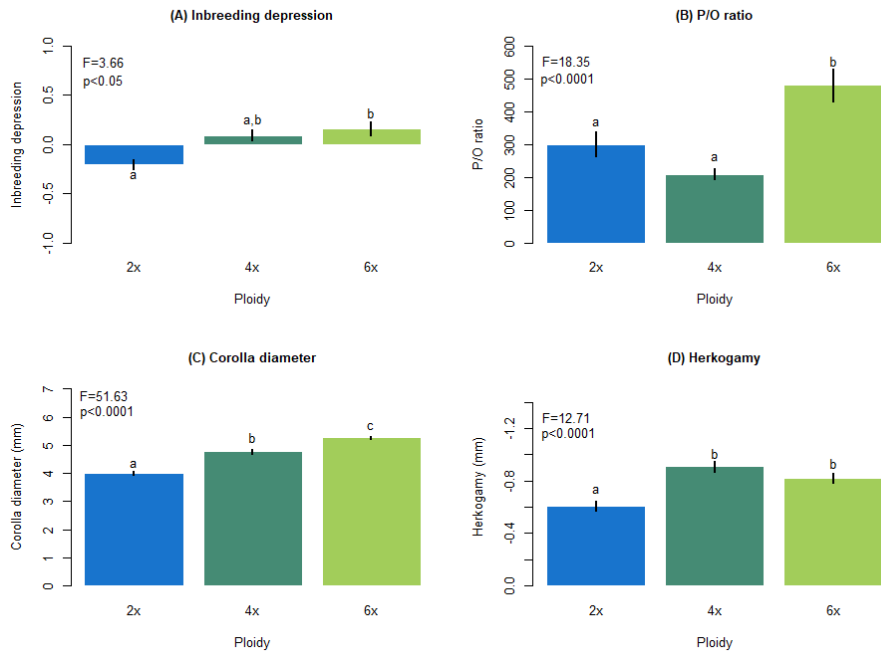 (A) Inbreeding depression
F=3.66
p<0.05
Inbreeding depression
1.0
0.5
0.0
-0.5
-1.0
a
a,b
b
2x
4x
6x
Ploidy
(B) P/O ratio
F=18.35
p<0.0001
P/O ratio
600
500
400
300
200
100
0
a
a
b
2x
4x
6x
Ploidy
(C) Corolla diameter
F=51.63
p<0.0001
Corolla diameter (mm)
7
6
5
4
3
2
1
0
a
b
c
2x
4x
6x
Ploidy
(D) Herkogamy
F=12.71
p<0.0001
Herkogamy (mm)
-1.2
-0.8
-0.4
0.0
a
b
b
2x
4x
6x
Ploidy